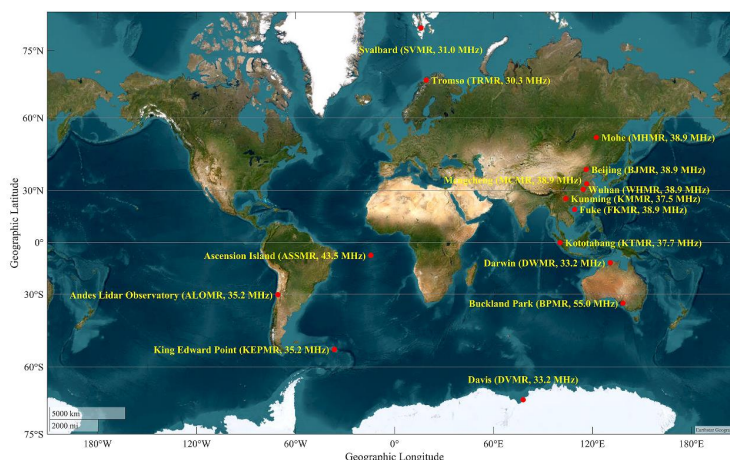 75°N
Svalbard (SVMR, 31.0 MHz)
Tromsø (TRMR, 30.3 MHz)
60°N
Mohe (MHMR, 38.9 MHz)
Beijing (BJMR, 38.9 MHz)
Mengcheng (MCMR, 38.9 MHz)
30°N
Wuhan (WHMR, 38.9 MHz)
Kunming (KMMR, 37.5 MHz)
Fuke (FKMR, 38.9 MHz)
0°
Kototabang (KTMR, 37.7 MHz)
Ascension Island (ASSMR, 43.5 MHz)
Darwin (DWMR, 33.2 MHz)
30°S
Andes Lidar Observatory (ALOMR, 35.2 MHz)
Buckland Park (BPMR, 55.0 MHz)
King Edward Point (KEPMR, 35.2 MHz)
60°S
Davis (DVMR, 33.2 MHz)
5000 km
2000 mi
75°S
Earthstar Geogra
180°W 120°W 60°W 0° 60°E 120°E 180°E
Geographic Longitude
Geographic Latitude